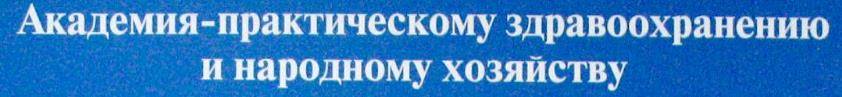 Академия-практическому здравоохранению
и народному хозяйству